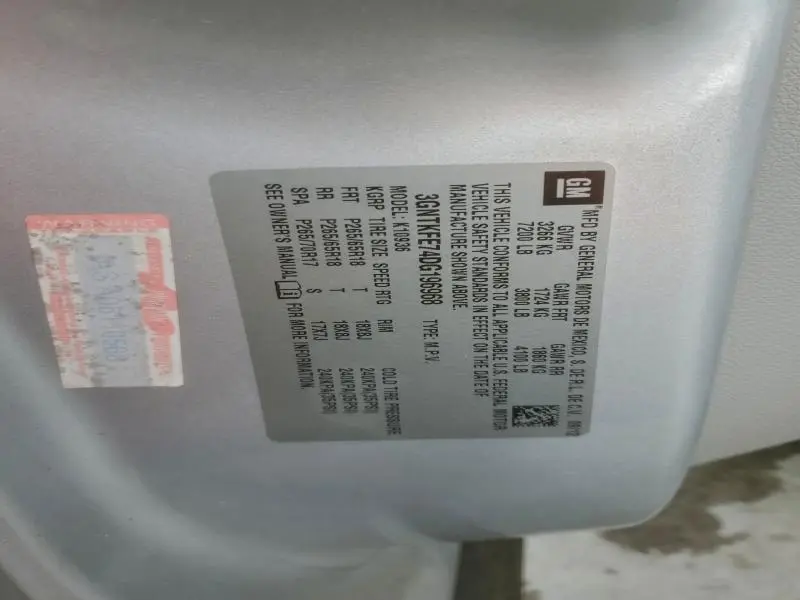 GM
MFD BY GENERAL MOTORS DE MEXICO, S. DE R.L. DE C.V. 09/12
GVWR GAWR FRT GAWR RR
3266 KG 1724 KG 1860 KG
7200 LB 3800 LB 4100 LB
THIS VEHICLE CONFORMS TO ALL APPLICABLE U.S. FEDERAL MOTOR
VEHICLE SAFETY STANDARDS IN EFFECT ON THE DATE OF
MANUFACTURE SHOWN ABOVE.
3GNTKFE74DG196968 TYPE: M.P.V.
MODEL: K10936
KGRP TIRE SIZE SPEED RTG RIM COLD TIRE PRESSURE
FRT P265/65R18 T 18X8J 240KPA(35PSI)
RR P265/65R18 T 18X8J 240KPA(35PSI)
SPA P265/70R17 S 17X7J 240KPA(35PSI)
SEE OWNER'S MANUAL FOR MORE INFORMATION.